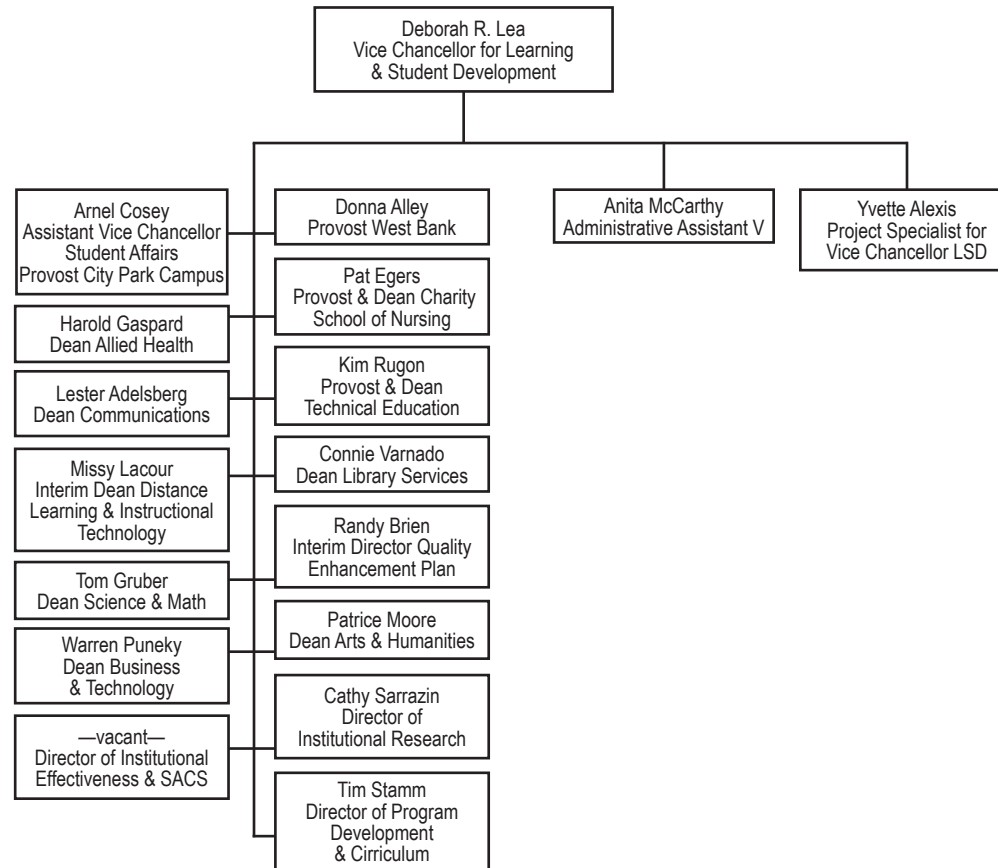 Deborah R. Lea
Vice Chancellor for Learning
& Student Development
Arnel Cosey
Assistant Vice Chancellor
Student Affairs
Provost City Park Campus
Donna Alley
Provost West Bank
Anita McCarthy
Administrative Assistant V
Yvette Alexis
Project Specialist for
Vice Chancellor LSD
Harold Gaspard
Dean Allied Health
Pat Egers
Provost & Dean Charity
School of Nursing
Lester Adelsberg
Dean Communications
Kim Rugon
Provost & Dean
Technical Education
Missy Lacour
Interim Dean Distance
Learning & Instructional
Technology
Connie Varnado
Dean Library Services
Tom Gruber
Dean Science & Math
Randy Brien
Interim Director Quality
Enhancement Plan
Warren Puneky
Dean Business
& Technology
Patrice Moore
Dean Arts & Humanities
—vacant—
Director of Institutional
Effectiveness & SACS
Cathy Sarrazin
Director of
Institutional Research
Tim Stamm
Director of Program
Development
& Cirriculum